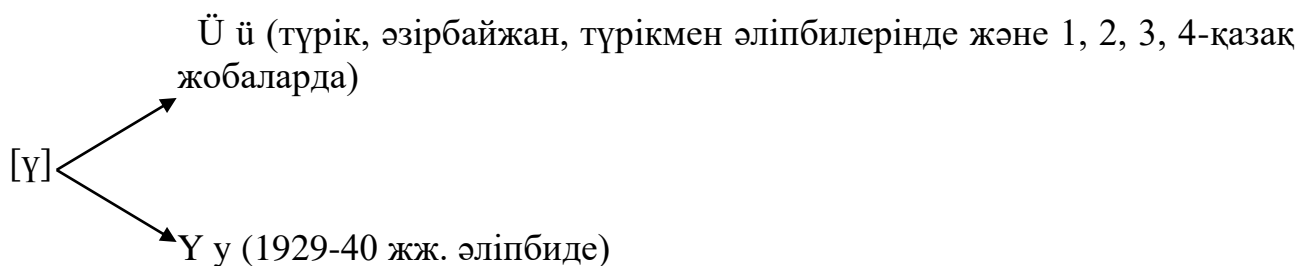 Ü ü (түрік, әзірбайжан, түрікмен әліпбилерінде және 1, 2, 3, 4-қазақ
жобаларда)
[ү]
Y y (1929-40 жж. әліпбиде)